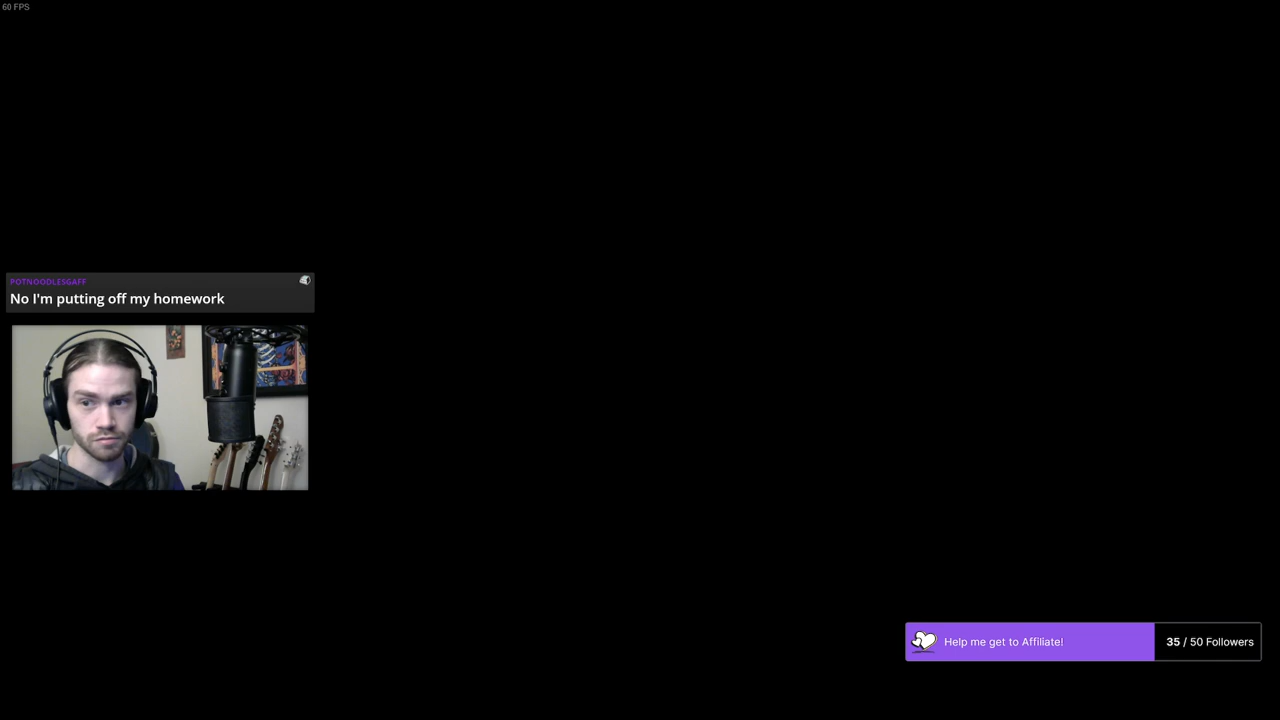 60 FPS
POTNOODLESGAFF
No I'm putting off my homework
Help me get to Affiliate!
35 / 50 Followers